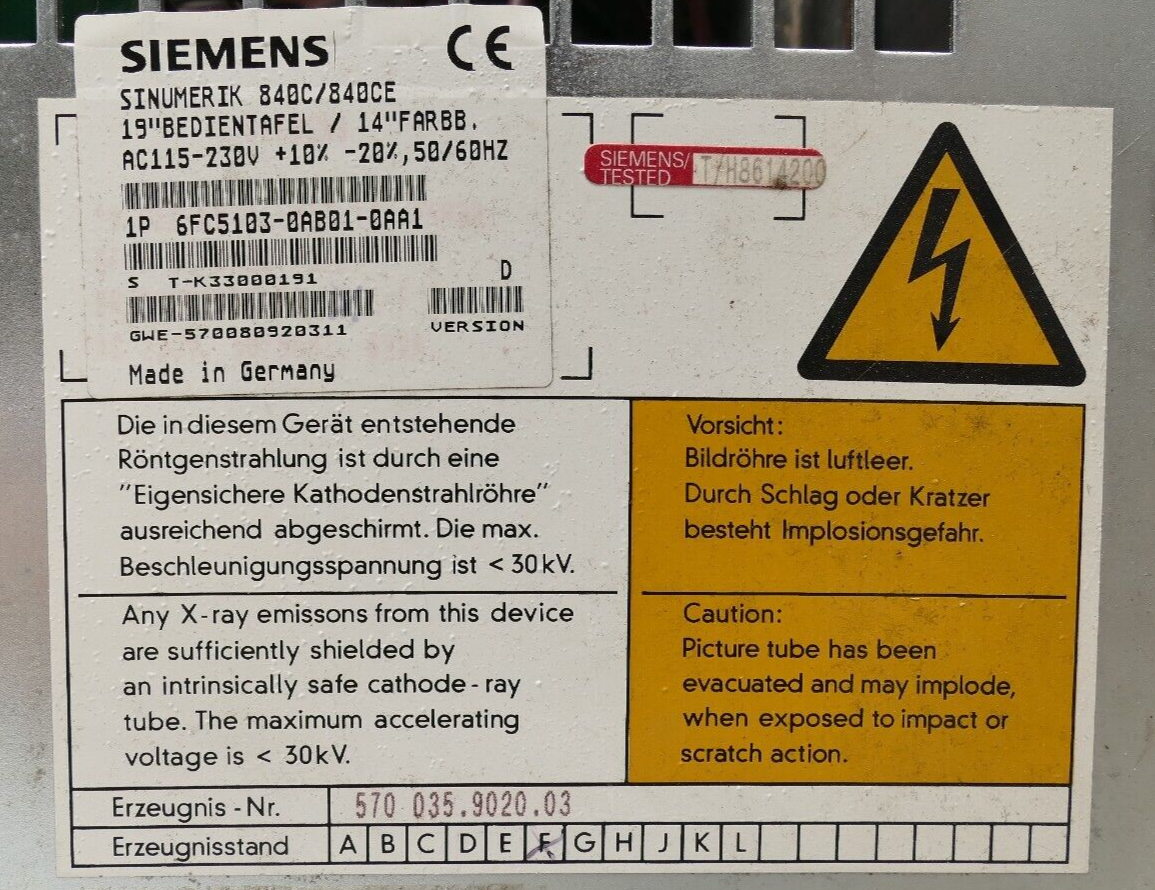 SIEMENS CE
SINUMERIK 840C/840CE
19"BEDIENTAFEL / 14"FARBB.
AC115-230V +10% -20%,50/60HZ
1P 6FC5103-0AB01-0AA1
S T-K33000191
D
GWE-570080920311
VERSION
Made in Germany
SIEMENS/
TESTED
T/H8614200
Die in diesem Gerät entstehende
Röntgenstrahlung ist durch eine
"Eigensichere Kathodenstrahlröhre"
ausreichend abgeschirmt. Die max.
Beschleunigungsspannung ist < 30 kV.
Any X-ray emissons from this device
are sufficiently shielded by
an intrinsically safe cathode-ray
tube. The maximum accelerating
voltage is < 30 kV.
Vorsicht:
Bildröhre ist luftleer.
Durch Schlag oder Kratzer
besteht Implosionsgefahr.
Caution:
Picture tube has been
evacuated and may implode,
when exposed to impact or
scratch action.
Erzeugnis-Nr. 570 035.9020.03
Erzeugnisstand A B C D E F G H J K L